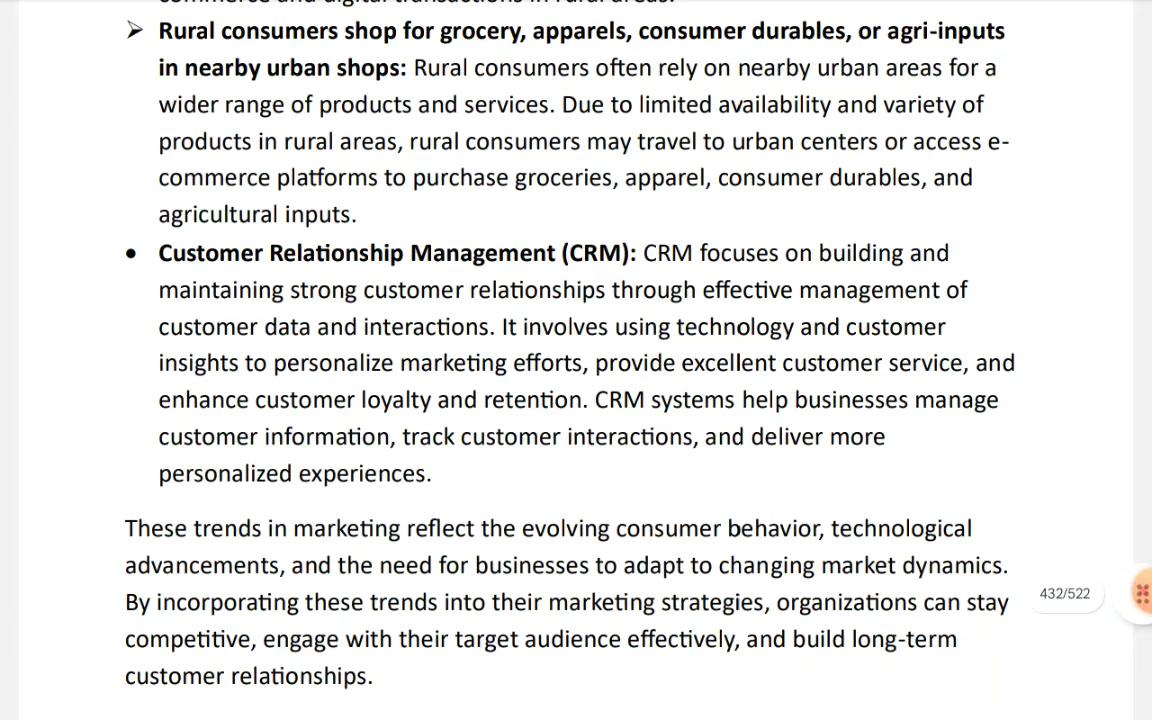 commerce and digital transactions in rural areas.
➢ Rural consumers shop for grocery, apparels, consumer durables, or agri-inputs
in nearby urban shops: Rural consumers often rely on nearby urban areas for a
wider range of products and services. Due to limited availability and variety of
products in rural areas, rural consumers may travel to urban centers or access e-
commerce platforms to purchase groceries, apparel, consumer durables, and
agricultural inputs.
• Customer Relationship Management (CRM): CRM focuses on building and
maintaining strong customer relationships through effective management of
customer data and interactions. It involves using technology and customer
insights to personalize marketing efforts, provide excellent customer service, and
enhance customer loyalty and retention. CRM systems help businesses manage
customer information, track customer interactions, and deliver more
personalized experiences.
These trends in marketing reflect the evolving consumer behavior, technological
advancements, and the need for businesses to adapt to changing market dynamics.
By incorporating these trends into their marketing strategies, organizations can stay
competitive, engage with their target audience effectively, and build long-term
customer relationships.
432/522